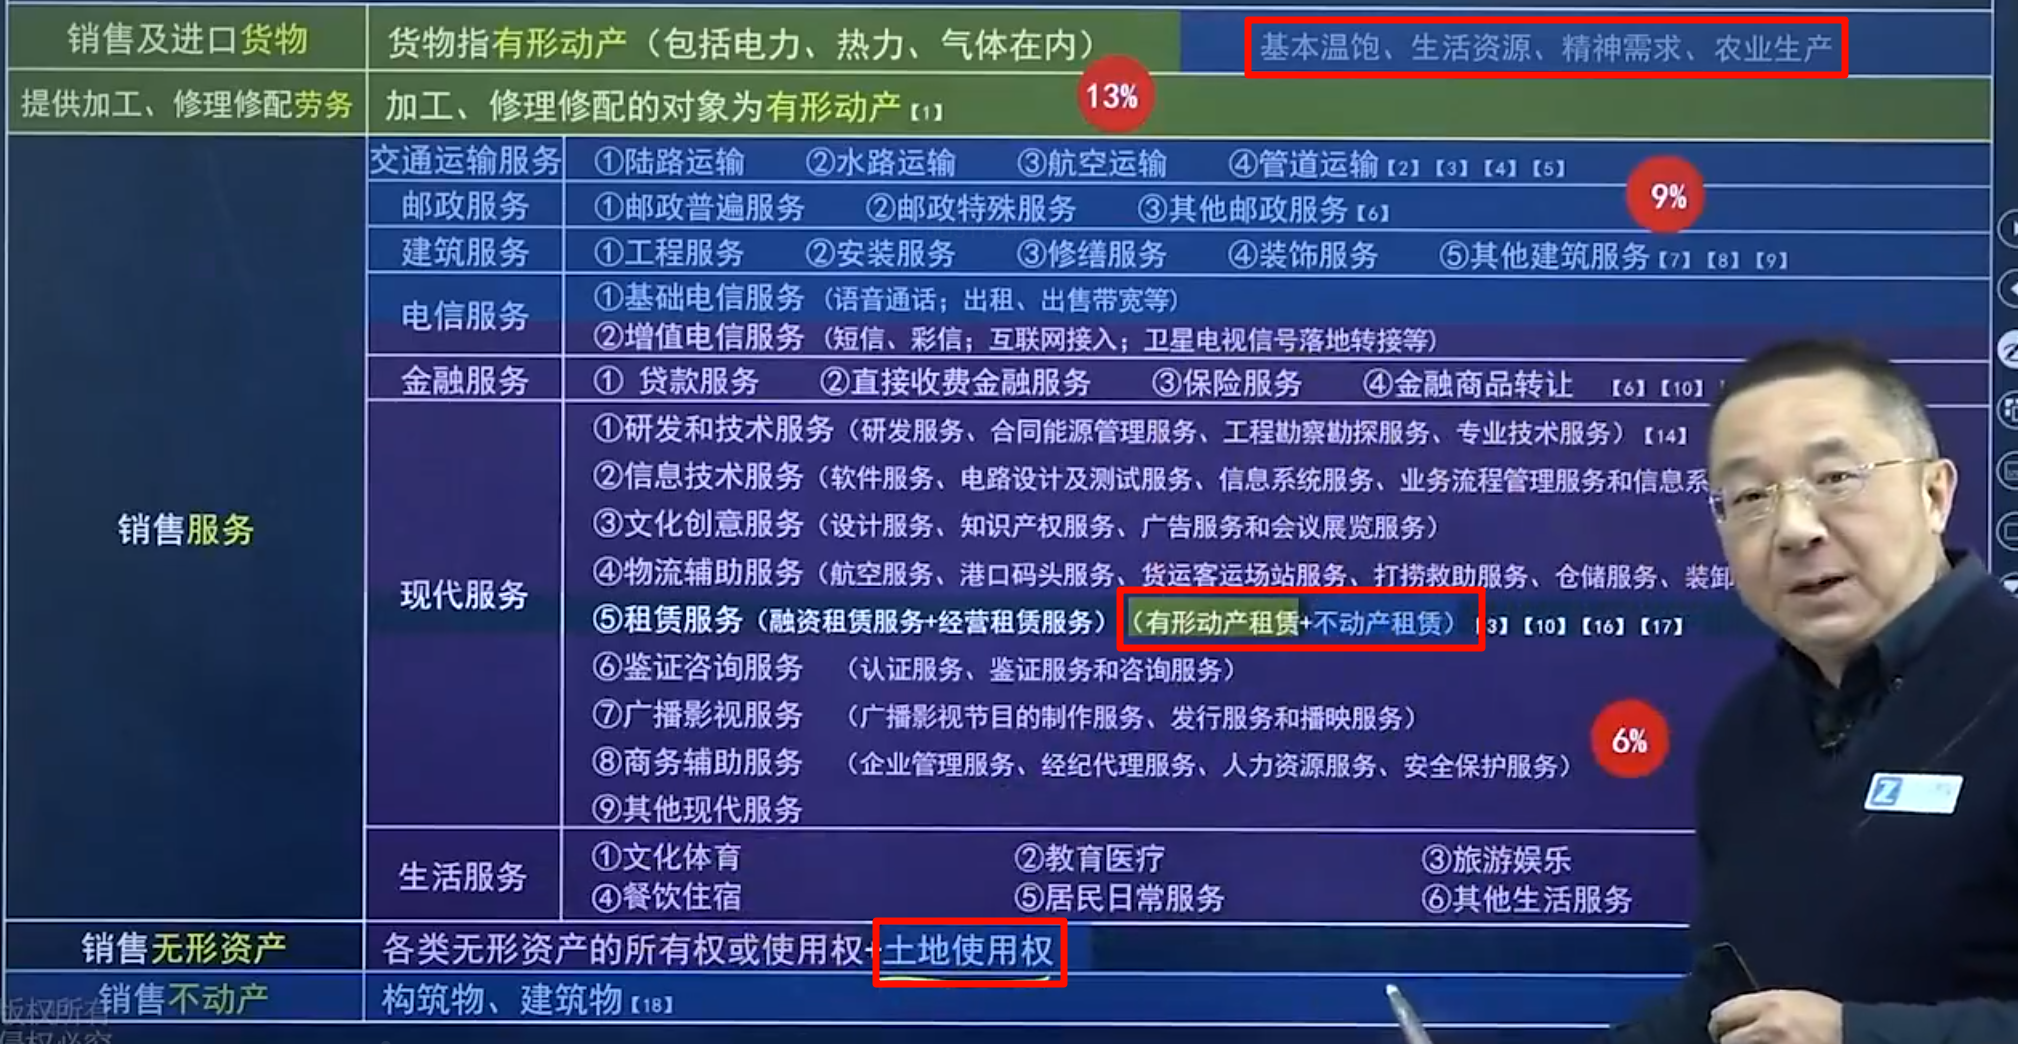 销售及进口货物 货物指有形动产（包括电力、热力、气体在内） 基本温饱、生活资源、精神需求、农业生产
提供加工、修理修配劳务 加工、修理修配的对象为有形动产【1】 13%
销售服务
交通运输服务 ①陆路运输 ②水路运输 ③航空运输 ④管道运输【2】【3】【4】【5】
9%
邮政服务 ①邮政普遍服务 ②邮政特殊服务 ③其他邮政服务【6】
建筑服务 ①工程服务 ②安装服务 ③修缮服务 ④装饰服务 ⑤其他建筑服务【7】【8】【9】
电信服务 ①基础电信服务（语音通话；出租、出售带宽等）
②增值电信服务（短信、彩信；互联网接入；卫星电视信号落地转接等）
金融服务 ① 贷款服务 ②直接收费金融服务 ③保险服务 ④金融商品转让 【6】【10】
现代服务
①研发和技术服务（研发服务、合同能源管理服务、工程勘察勘探服务、专业技术服务）【14】
②信息技术服务（软件服务、电路设计及测试服务、信息系统服务、业务流程管理服务和信息系
③文化创意服务（设计服务、知识产权服务、广告服务和会议展览服务）
④物流辅助服务（航空服务、港口码头服务、货运客运场站服务、打捞救助服务、仓储服务、装卸
⑤租赁服务（融资租赁服务+经营租赁服务）（有形动产租赁+不动产租赁）3】【10】【16】【17】
⑥鉴证咨询服务 （认证服务、鉴证服务和咨询服务）
⑦广播影视服务 （广播影视节目的制作服务、发行服务和播映服务）
6%
⑧商务辅助服务 （企业管理服务、经纪代理服务、人力资源服务、安全保护服务）
⑨其他现代服务
生活服务
①文化体育 ②教育医疗 ③旅游娱乐
④餐饮住宿 ⑤居民日常服务 ⑥其他生活服务
销售无形资产 各类无形资产的所有权或使用权+土地使用权
销售不动产 构筑物、建筑物【18】
版权所有
侵权必究
Z